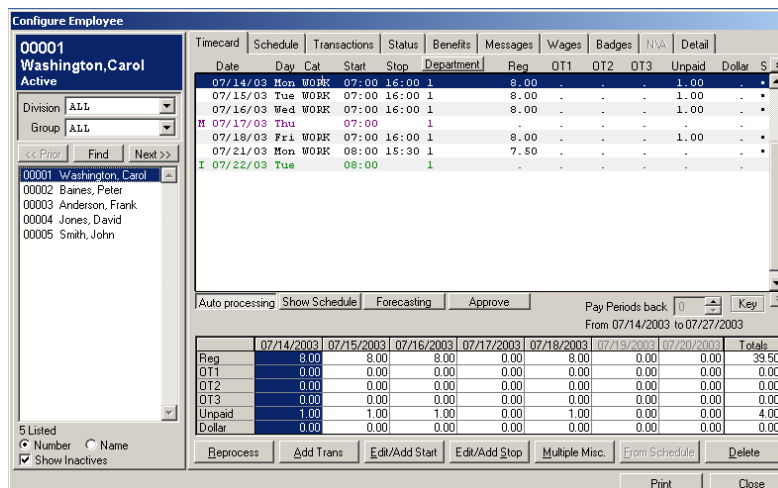 Configure Employee
00001
Washington,Carol
Active
Division ALL
Group ALL
<< Prior Find Next >>
00001 Washington, Carol
00002 Baines, Peter
00003 Anderson, Frank
00004 Jones, David
00005 Smith, John
5 Listed
Number Name
Show Inactives
Timecard Schedule Transactions Status Benefits Messages Wages Badges N\A Detail
Date Day Cat Start Stop Department Reg OT1 OT2 OT3 Unpaid Dollar S
07/14/03 Mon WORK 07:00 16:00 1 8.00 . . . 1.00 .
07/15/03 Tue WORK 07:00 16:00 1 8.00 . . . 1.00 .
07/16/03 Wed WORK 07:00 16:00 1 8.00 . . . 1.00 .
M 07/17/03 Thu 07:00 1 . . . . . .
07/18/03 Fri WORK 07:00 16:00 1 8.00 . . . 1.00 .
07/21/03 Mon WORK 08:00 15:30 1 7.50 . . . . .
I 07/22/03 Tue 08:00 1 . . . . . .
Auto processing Show Schedule Forecasting Approve Pay Periods back 0 Key
From 07/14/2003 to 07/27/2003
07/14/2003 07/15/2003 07/16/2003 07/17/2003 07/18/2003 07/19/2003 07/20/2003 Totals
Reg 8.00 8.00 8.00 0.00 8.00 0.00 0.00 39.50
OT1 0.00 0.00 0.00 0.00 0.00 0.00 0.00 0.00
OT2 0.00 0.00 0.00 0.00 0.00 0.00 0.00 0.00
OT3 0.00 0.00 0.00 0.00 0.00 0.00 0.00 0.00
Unpaid 1.00 1.00 1.00 0.00 1.00 0.00 0.00 4.00
Dollar 0.00 0.00 0.00 0.00 0.00 0.00 0.00 0.00
Reprocess Add Trans Edit/Add Start Edit/Add Stop Multiple Misc. From Schedule Delete
Print Close